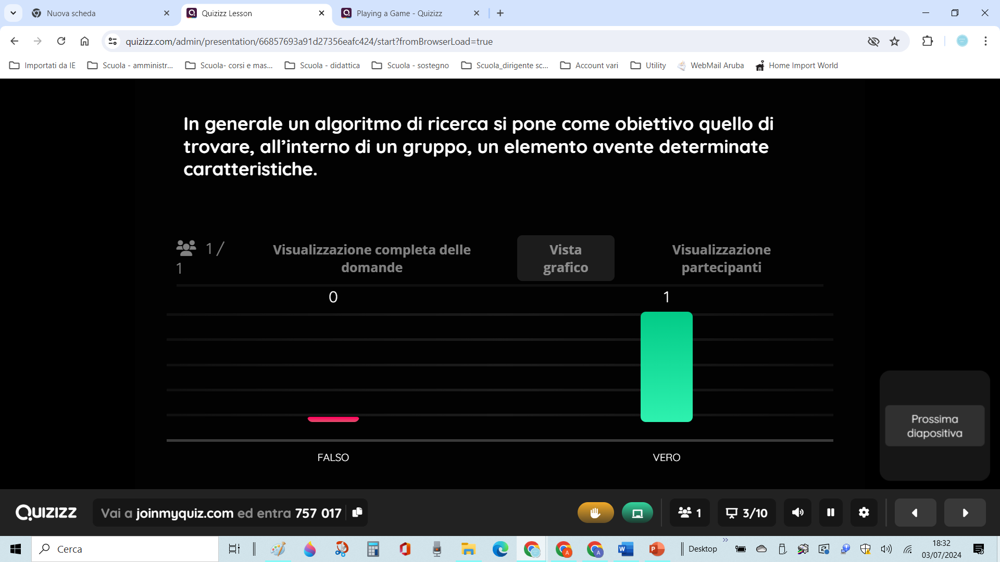 Nuova scheda
Quizizz Lesson
Playing a Game - Quizizz
quizizz.com/admin/presentation/66857693a91d27356eafc424/start?fromBrowserLoad=true
Importati da IE
Scuola - amministr...
Scuola- corsi e mas...
Scuola - didattica
Scuola - sostegno
Scuola_dirigente sc...
Account vari
Utility
WebMail Aruba
Home Import World
In generale un algoritmo di ricerca si pone come obiettivo quello di
trovare, all’interno di un gruppo, un elemento avente determinate
caratteristiche.
1 /
1
Visualizzazione completa delle
domande
Vista
grafico
Visualizzazione
partecipanti
0
1
FALSO
VERO
Prossima
diapositiva
QUIZIZZ
Vai a joinmyquiz.com ed entra 757 017
1
3/10
Cerca
Desktop
18:32
03/07/2024